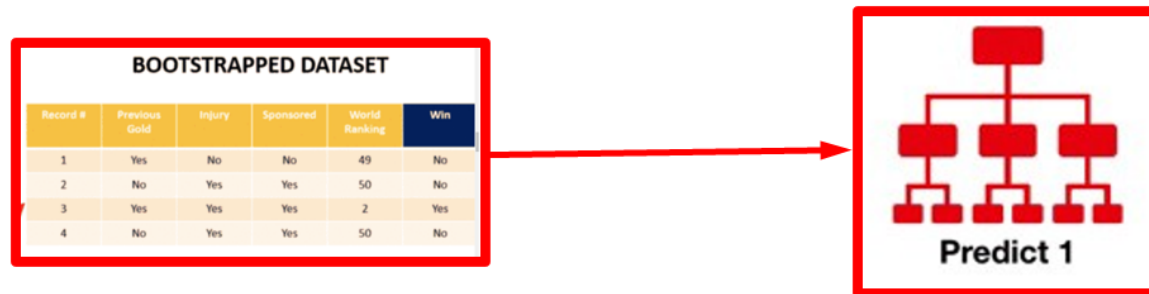 BOOTSTRAPPED DATASET
Record # Previous Gold Injury Sponsored World Ranking Win
1 Yes No No 49 No
2 No Yes Yes 50 No
3 Yes Yes Yes 2 Yes
4 No Yes Yes 50 No
Predict 1